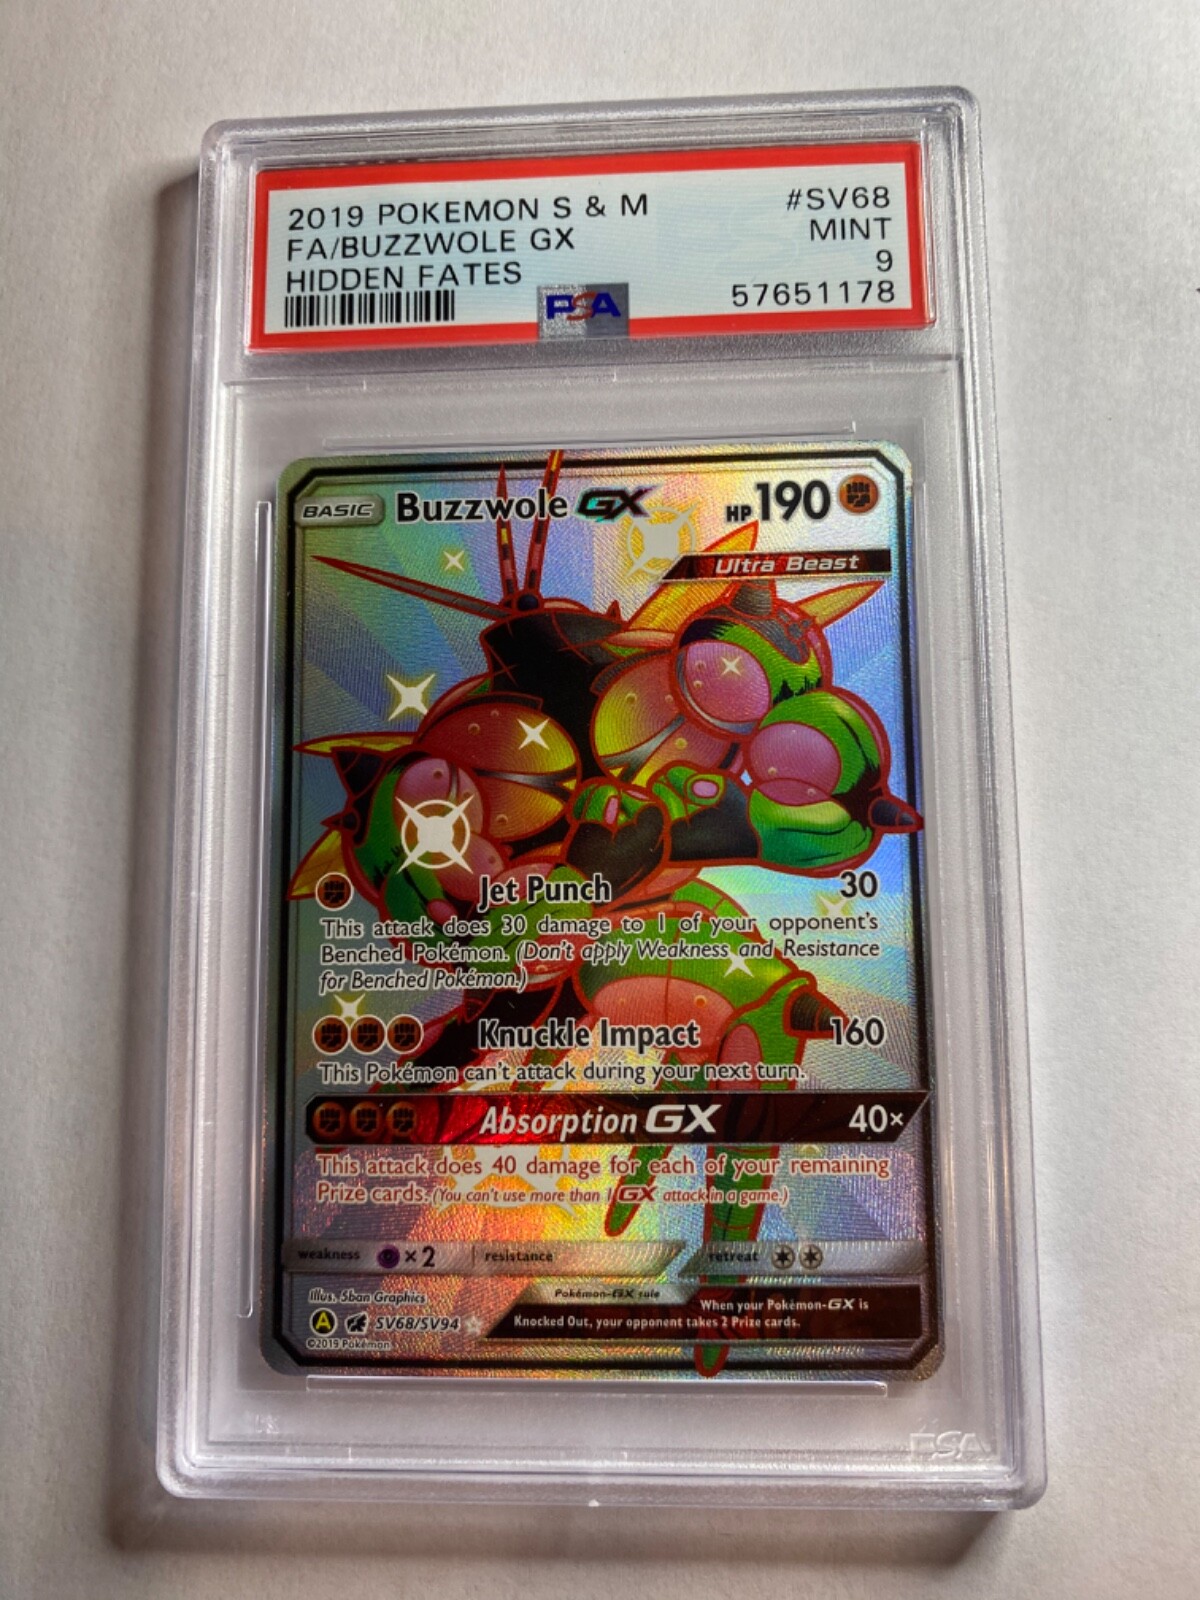 2019 POKEMON S & M #SV68
FA/BUZZWOLE GX MINT
HIDDEN FATES 9
PSA 57651178
BASIC Buzzwole GX HP 190
Ultra Beast
Jet Punch 30
This attack does 30 damage to 1 of your opponent's
Benched Pokémon. (Don't apply Weakness and Resistance
for Benched Pokémon.)
Knuckle Impact 160
This Pokémon can't attack during your next turn.
Absorption GX 40×
This attack does 40 damage for each of your remaining
Prize cards. (You can't use more than 1 GX attack in a game.)
weakness ×2 resistance retreat
Illus. 5ban Graphics
Pokémon-GX rule
When your Pokémon-GX is
Knocked Out, your opponent takes 2 Prize cards.
A SV68/SV94
©2019 Pokémon
PSA